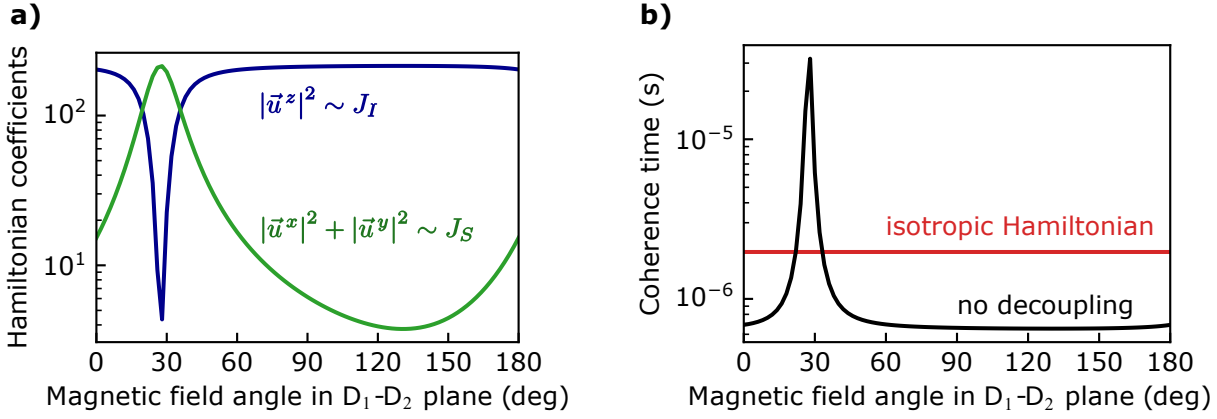 a)
Hamiltonian coefficients
10²
10¹
|u⃗ ᶻ|² ∼ J_I
|u⃗ ˣ|² + |u⃗ ʸ|² ∼ J_S
0 30 60 90 120 150 180
Magnetic field angle in D₁-D₂ plane (deg)
b)
Coherence time (s)
10⁻⁵
10⁻⁶
isotropic Hamiltonian
no decoupling
0 30 60 90 120 150 180
Magnetic field angle in D₁-D₂ plane (deg)